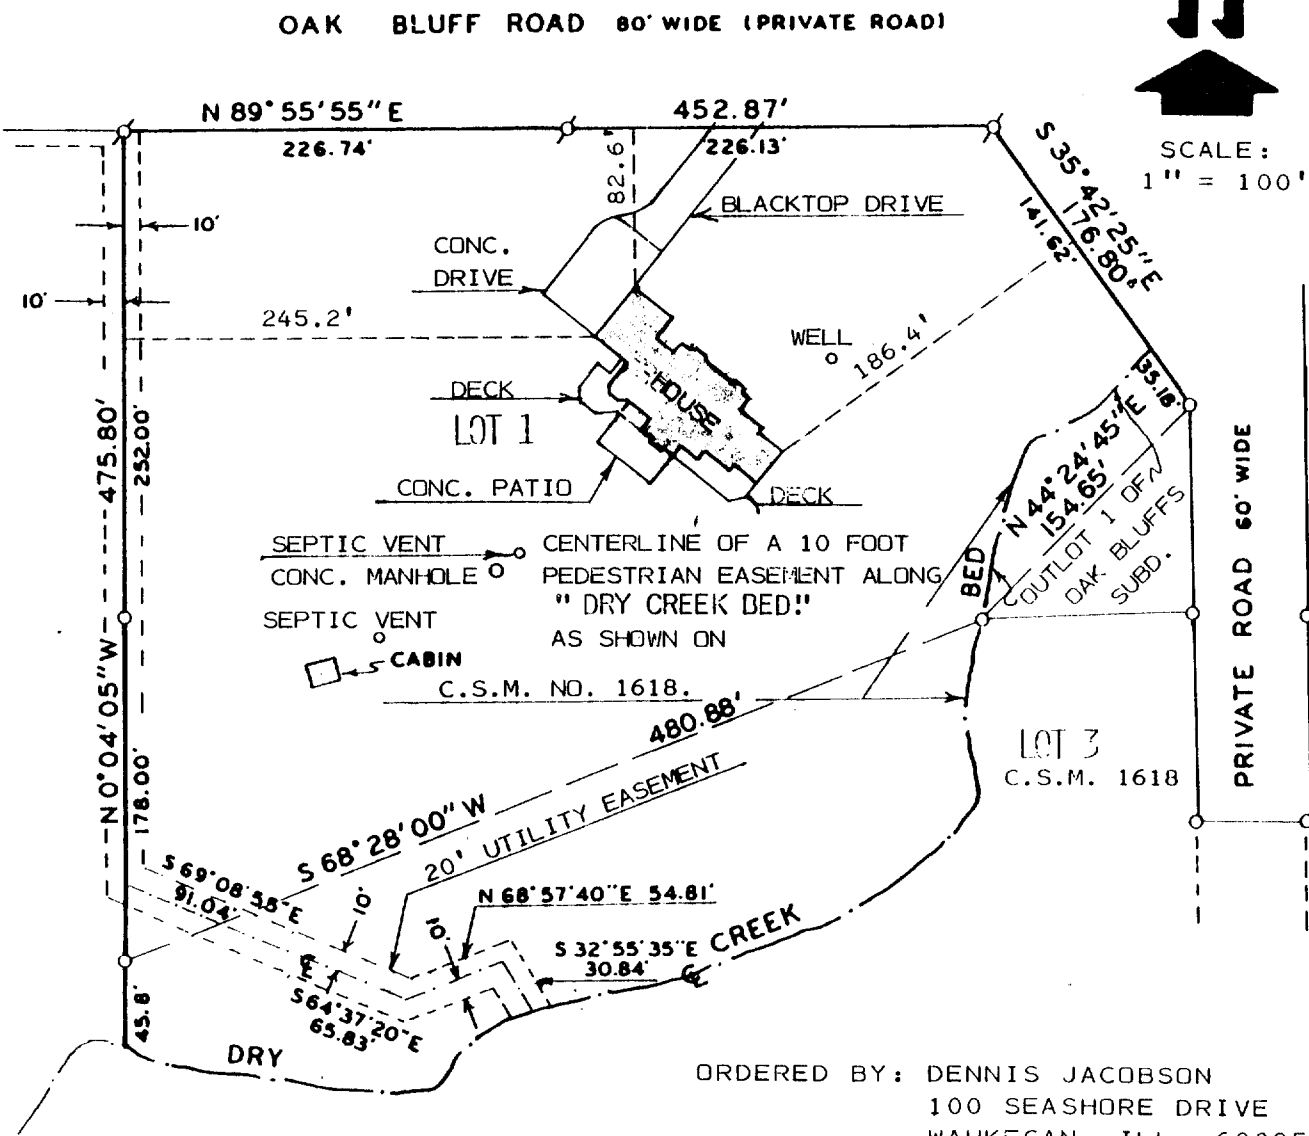 OAK BLUFF ROAD 80' WIDE (PRIVATE ROAD)
N 89° 55' 55" E
452.87'
226.74'
226.13'
82.6'
S 35° 42' 25" E
176.80'
141.62'
35.18'
SCALE:
1" = 100'
BLACKTOP DRIVE
10'
10'
CONC.
DRIVE
245.2'
WELL
186.4'
HOUSE
DECK
LOT 1
CONC. PATIO
DECK
475.80'
252.00'
N 0° 04' 05" W
178.00'
45.8'
SEPTIC VENT
CONC. MANHOLE
SEPTIC VENT
CABIN
CENTERLINE OF A 10 FOOT
PEDESTRIAN EASEMENT ALONG
"DRY CREEK BED"
AS SHOWN ON
C.S.M. NO. 1618.
BED
N 44° 24' 45" E
154.65'
OUTLOT 1 OF
OAK BLUFFS
SUBD.
PRIVATE ROAD 60' WIDE
LOT 3
C.S.M. 1618
480.88'
S 68° 28' 00" W
20' UTILITY EASEMENT
S 69° 08' 55" E
91.04'
10'
10'
N 68° 57' 40" E 54.81'
S 32° 55' 35" E
30.84'
S 64° 37' 20" E
65.83'
DRY
CREEK
ORDERED BY: DENNIS JACOBSON
100 SEASHORE DRIVE
WAUKEGAN, ILL.